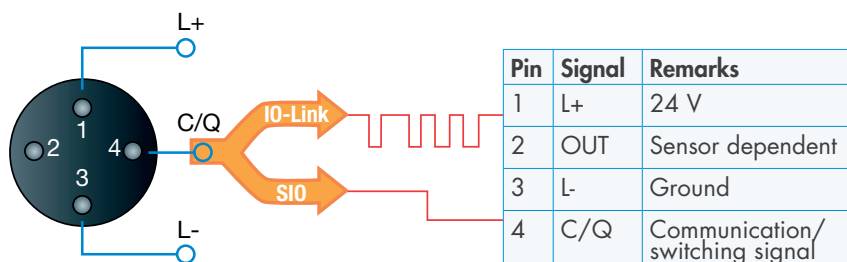 L+
1
2
4
3
L-
C/Q
IO-Link
SIO
Pin Signal Remarks
1 L+ 24 V
2 OUT Sensor dependent
3 L- Ground
4 C/Q Communication/
switching signal